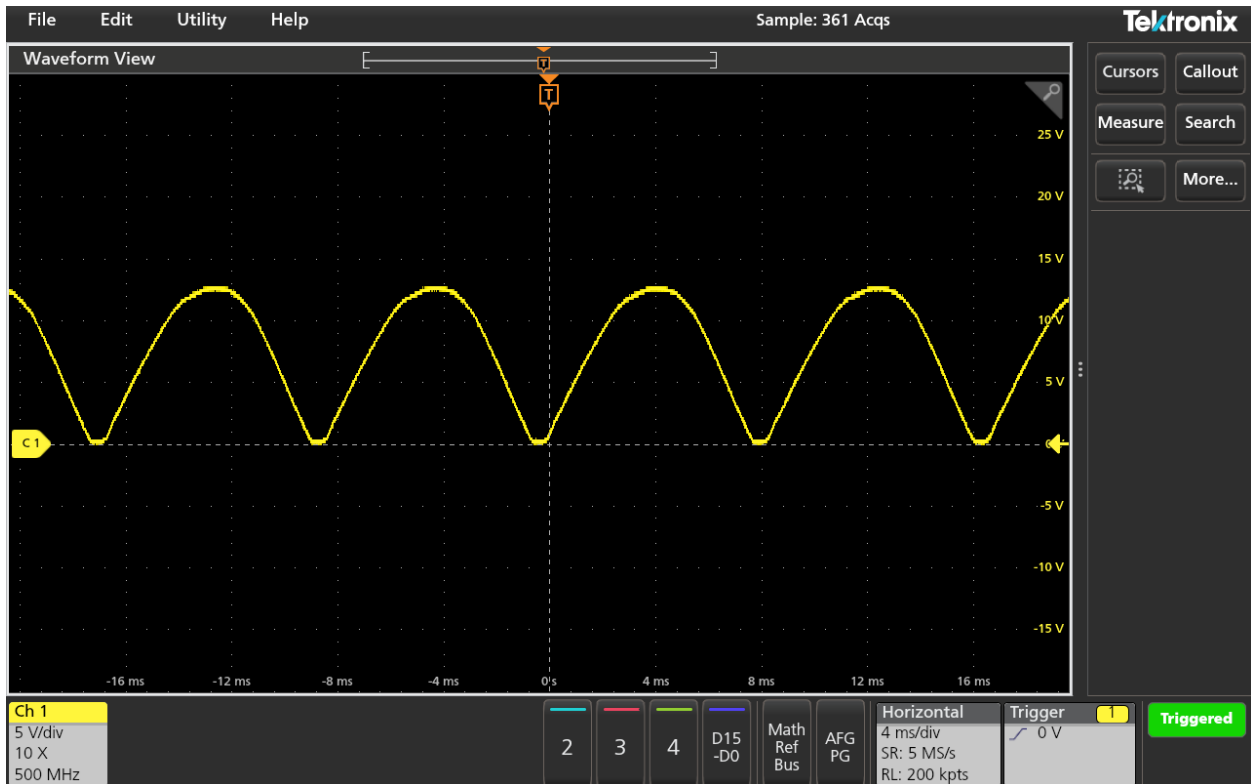 File Edit Utility Help Sample: 361 Acqs Tektronix
Waveform View
T
T
Cursors Callout
Measure Search
More...
25 V
20 V
15 V
10 V
5 V
C 1
0 V
-5 V
-10 V
-15 V
-16 ms -12 ms -8 ms -4 ms 0 s 4 ms 8 ms 12 ms 16 ms
Ch 1
5 V/div
10 X
500 MHz
2 3 4
D15
-D0
Math
Ref
Bus
AFG
PG
Horizontal
4 ms/div
SR: 5 MS/s
RL: 200 kpts
Trigger 1
0 V
Triggered